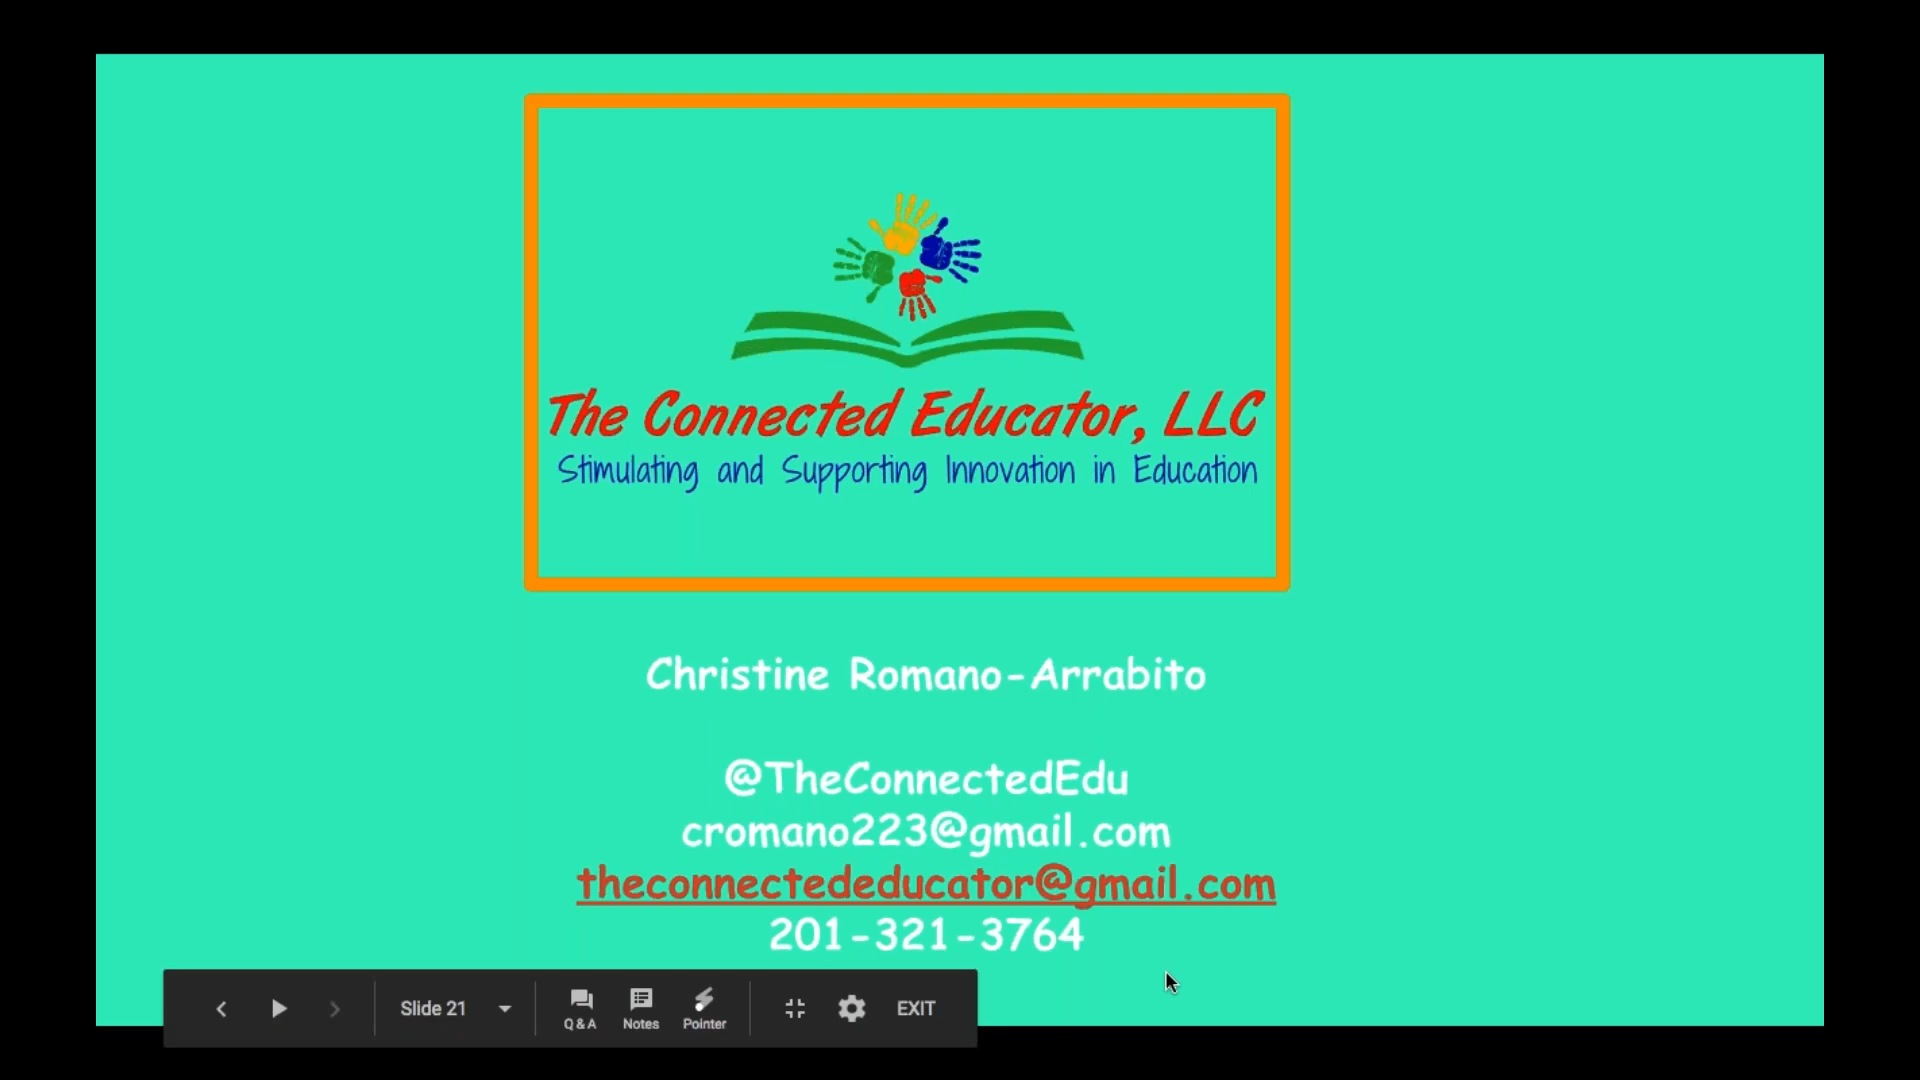 The Connected Educator, LLC
Stimulating and Supporting Innovation in Education
Christine Romano-Arrabito
@TheConnectedEdu
cromano223@gmail.com
theconnectededucator@gmail.com
201-321-3764
Slide 21
Q & A
Notes
Pointer
EXIT